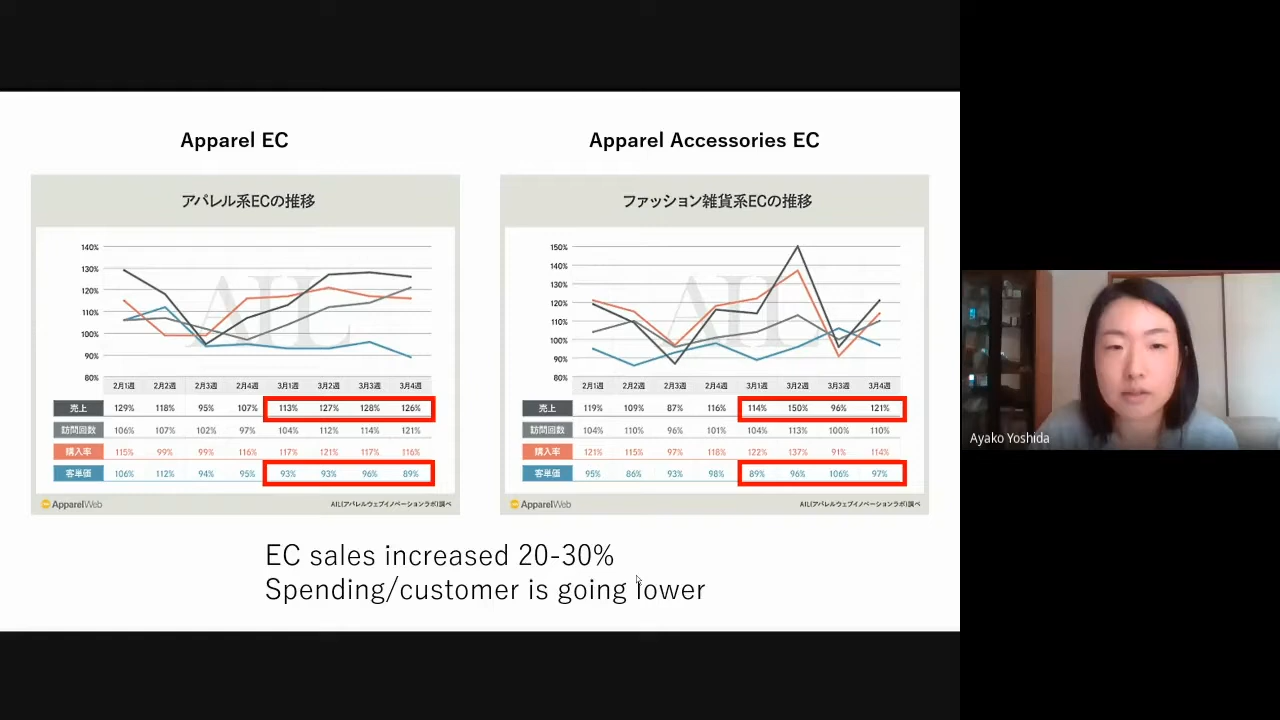 Apparel EC
アパレル系ECの推移
AIL
140%
130%
120%
110%
100%
90%
80%
2月1週 2月2週 2月3週 2月4週 3月1週 3月2週 3月3週 3月4週
売上 129% 118% 95% 107% 113% 127% 128% 126%
訪問回数 106% 107% 102% 97% 104% 112% 114% 121%
購入率 115% 99% 99% 116% 117% 121% 117% 116%
客単価 106% 112% 94% 95% 93% 93% 96% 89%
ApparelWeb AIL(アパレルウェブイノベーションラボ)調べ
Apparel Accessories EC
ファッション雑貨系ECの推移
AIL
150%
140%
130%
120%
110%
100%
90%
80%
2月1週 2月2週 2月3週 2月4週 3月1週 3月2週 3月3週 3月4週
売上 119% 109% 87% 116% 114% 150% 96% 121%
訪問回数 104% 110% 96% 101% 104% 113% 100% 110%
購入率 121% 115% 97% 118% 122% 137% 91% 114%
客単価 95% 86% 93% 98% 89% 96% 106% 97%
ApparelWeb AIL(アパレルウェブイノベーションラボ)調べ
EC sales increased 20-30%
Spending/customer is going lower
Ayako Yoshida